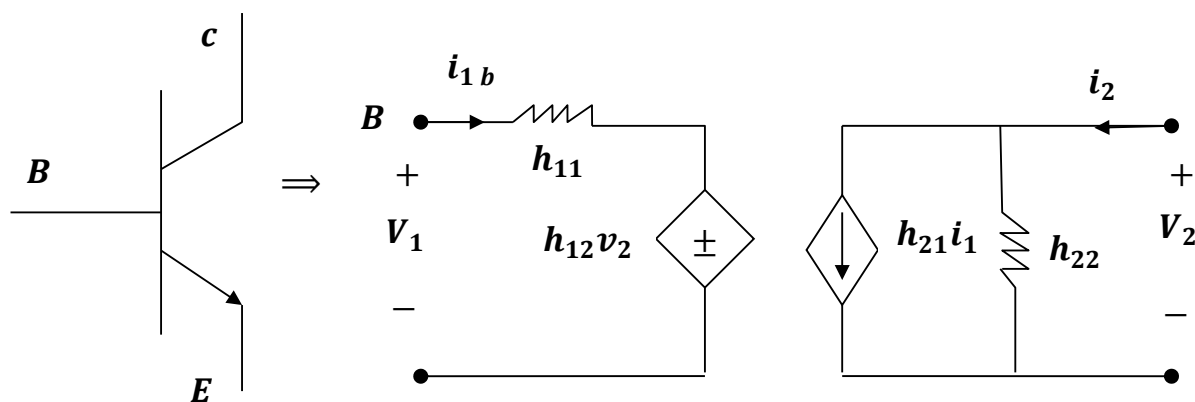 c
i₁ b
i₂
B
B
h₁₁
+
+
⇒
V₁
h₁₂v₂
±
h₂₁i₁
h₂₂
V₂
−
−
E